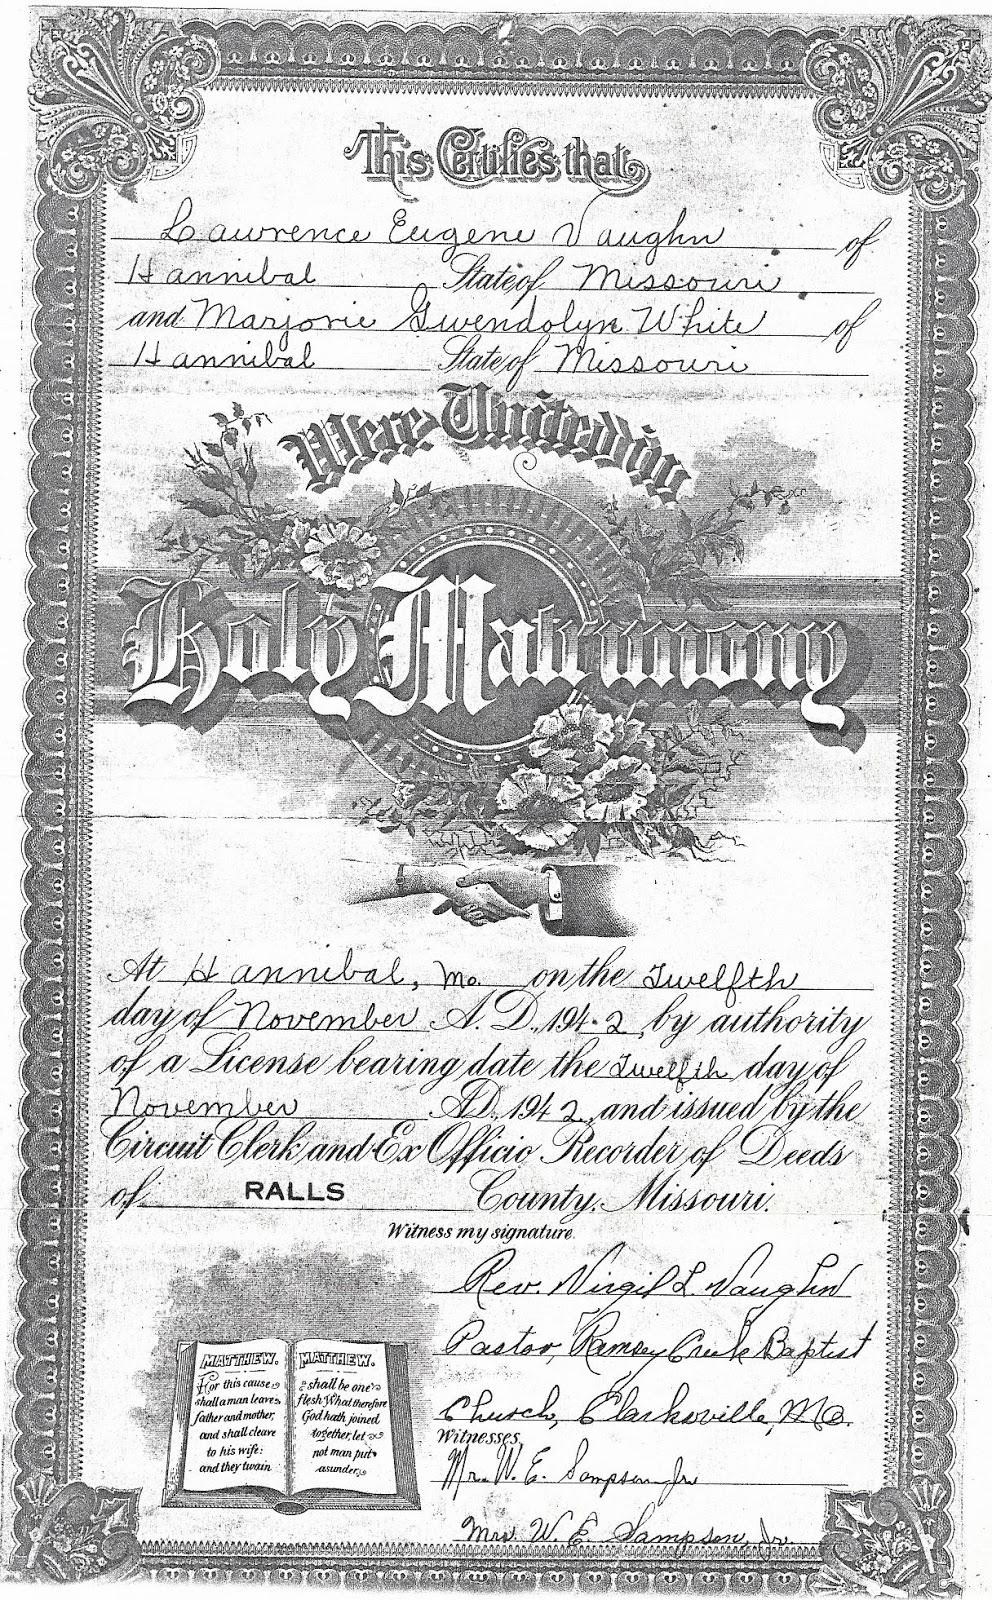 This Certifies that
Lawrence Eugene Vaughn of
Hannibal State of Missouri
and Marjorie Gwendolyn White of
Hannibal State of Missouri
Were United in
Holy Matrimony
At Hannibal, Mo. on the Twelfth
day of November A.D. 194-2, by authority
of a License bearing date the Twelfth day of
November A.D. 1942, and issued by the
Circuit Clerk and Ex Officio Recorder of Deeds
of RALLS County, Missouri.
Witness my signature.
Rev. Virgil L. Vaughn
Pastor, Ramsey Creek Baptist
Church, Clarksville, Mo.
Witnesses
Mr. W. E. Sampson Jr
Mrs. W. E. Sampson, Jr.
MATTHEW.
For this cause
shall a man leave
father and mother,
and shall cleave
to his wife:
and they twain
MATTHEW.
shall be one
flesh What therefore
God hath joined
together, let
not man put
asunder,